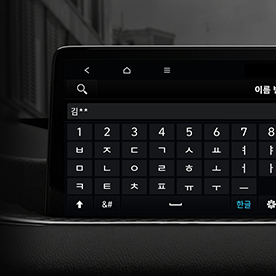 이름
김**
1 2 3 4 5 6 7 8
ㅂ ㅈ ㄷ ㄱ ㅅ ㅛ ㅕ ㅑ
ㅁ ㄴ ㅇ ㄹ ㅎ ㅗ ㅓ ㅏ
ㅋ ㅌ ㅊ ㅍ ㅠ ㅜ ㅡ
&# 한글